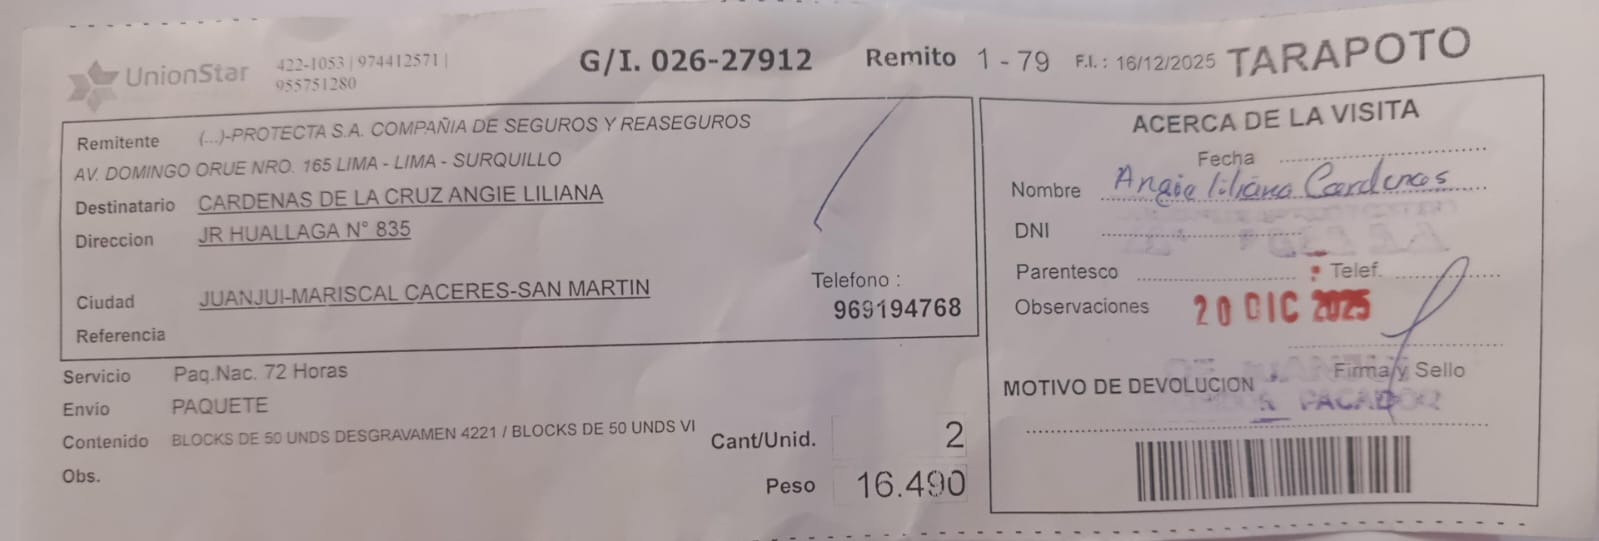 UnionStar
422-1053 | 974412571 |
955751280
G/I. 026-27912
Remito 1 - 79
F.I.: 16/12/2025
TARAPOTO
Remitente (...)-PROTECTA S.A. COMPAÑIA DE SEGUROS Y REASEGUROS
AV. DOMINGO ORUE NRO. 165 LIMA - LIMA - SURQUILLO
Destinatario CARDENAS DE LA CRUZ ANGIE LILIANA
Direccion JR HUALLAGA N° 835
Telefono :
Ciudad JUANJUI-MARISCAL CACERES-SAN MARTIN
969194768
Referencia
Servicio Paq.Nac. 72 Horas
Envío PAQUETE
Contenido BLOCKS DE 50 UNDS DESGRAVAMEN 4221 / BLOCKS DE 50 UNDS VI
Cant/Unid. 2
Obs.
Peso 16.490
ACERCA DE LA VISITA
Fecha
Nombre Angie liliana Cardenas
DNI
Parentesco
Telef.
Observaciones 20 DIC 2025
Firma y Sello
MOTIVO DE DEVOLUCION
PAGADOR